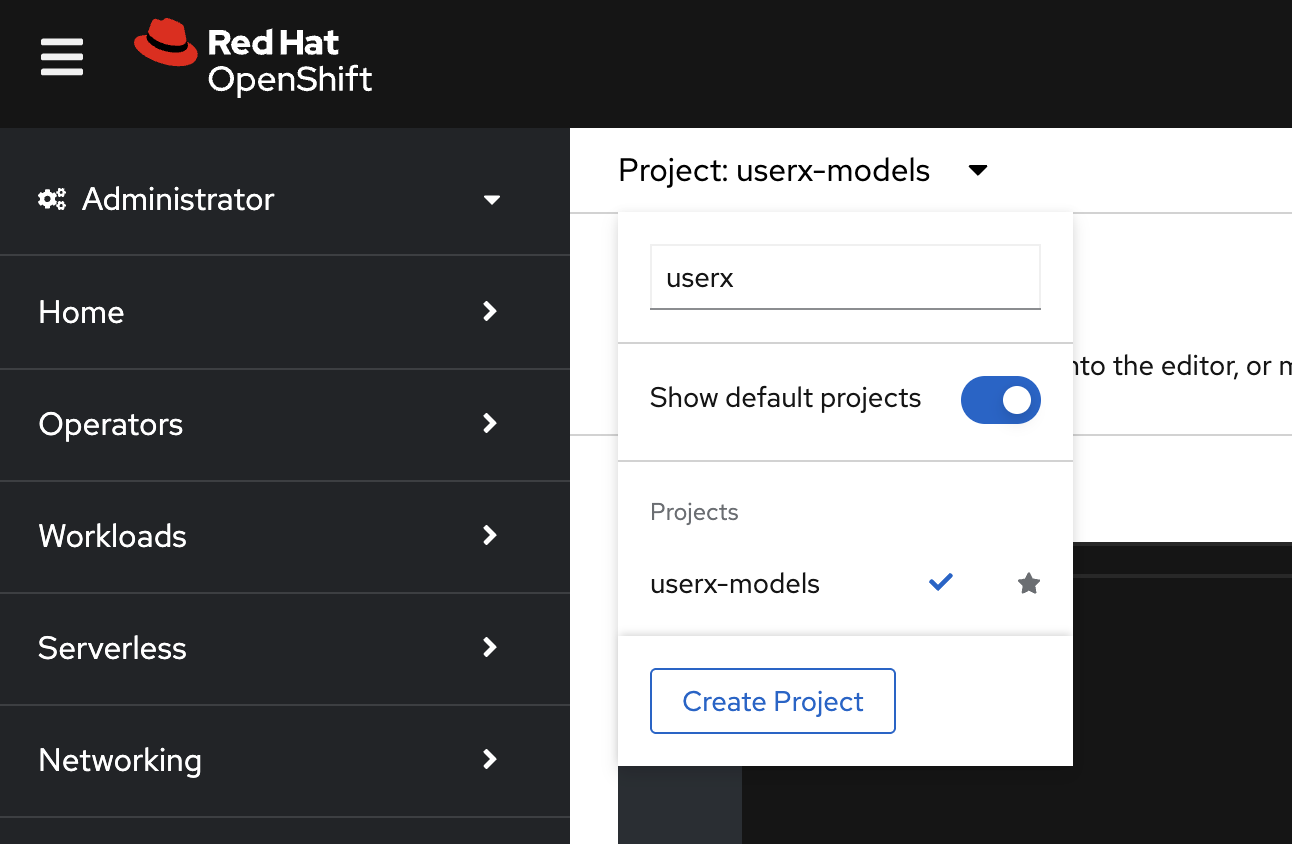 Red Hat
OpenShift
Administrator
Home
Operators
Workloads
Serverless
Networking
Project: userx-models
userx
Show default projects
Projects
userx-models
Create Project
to the editor, or